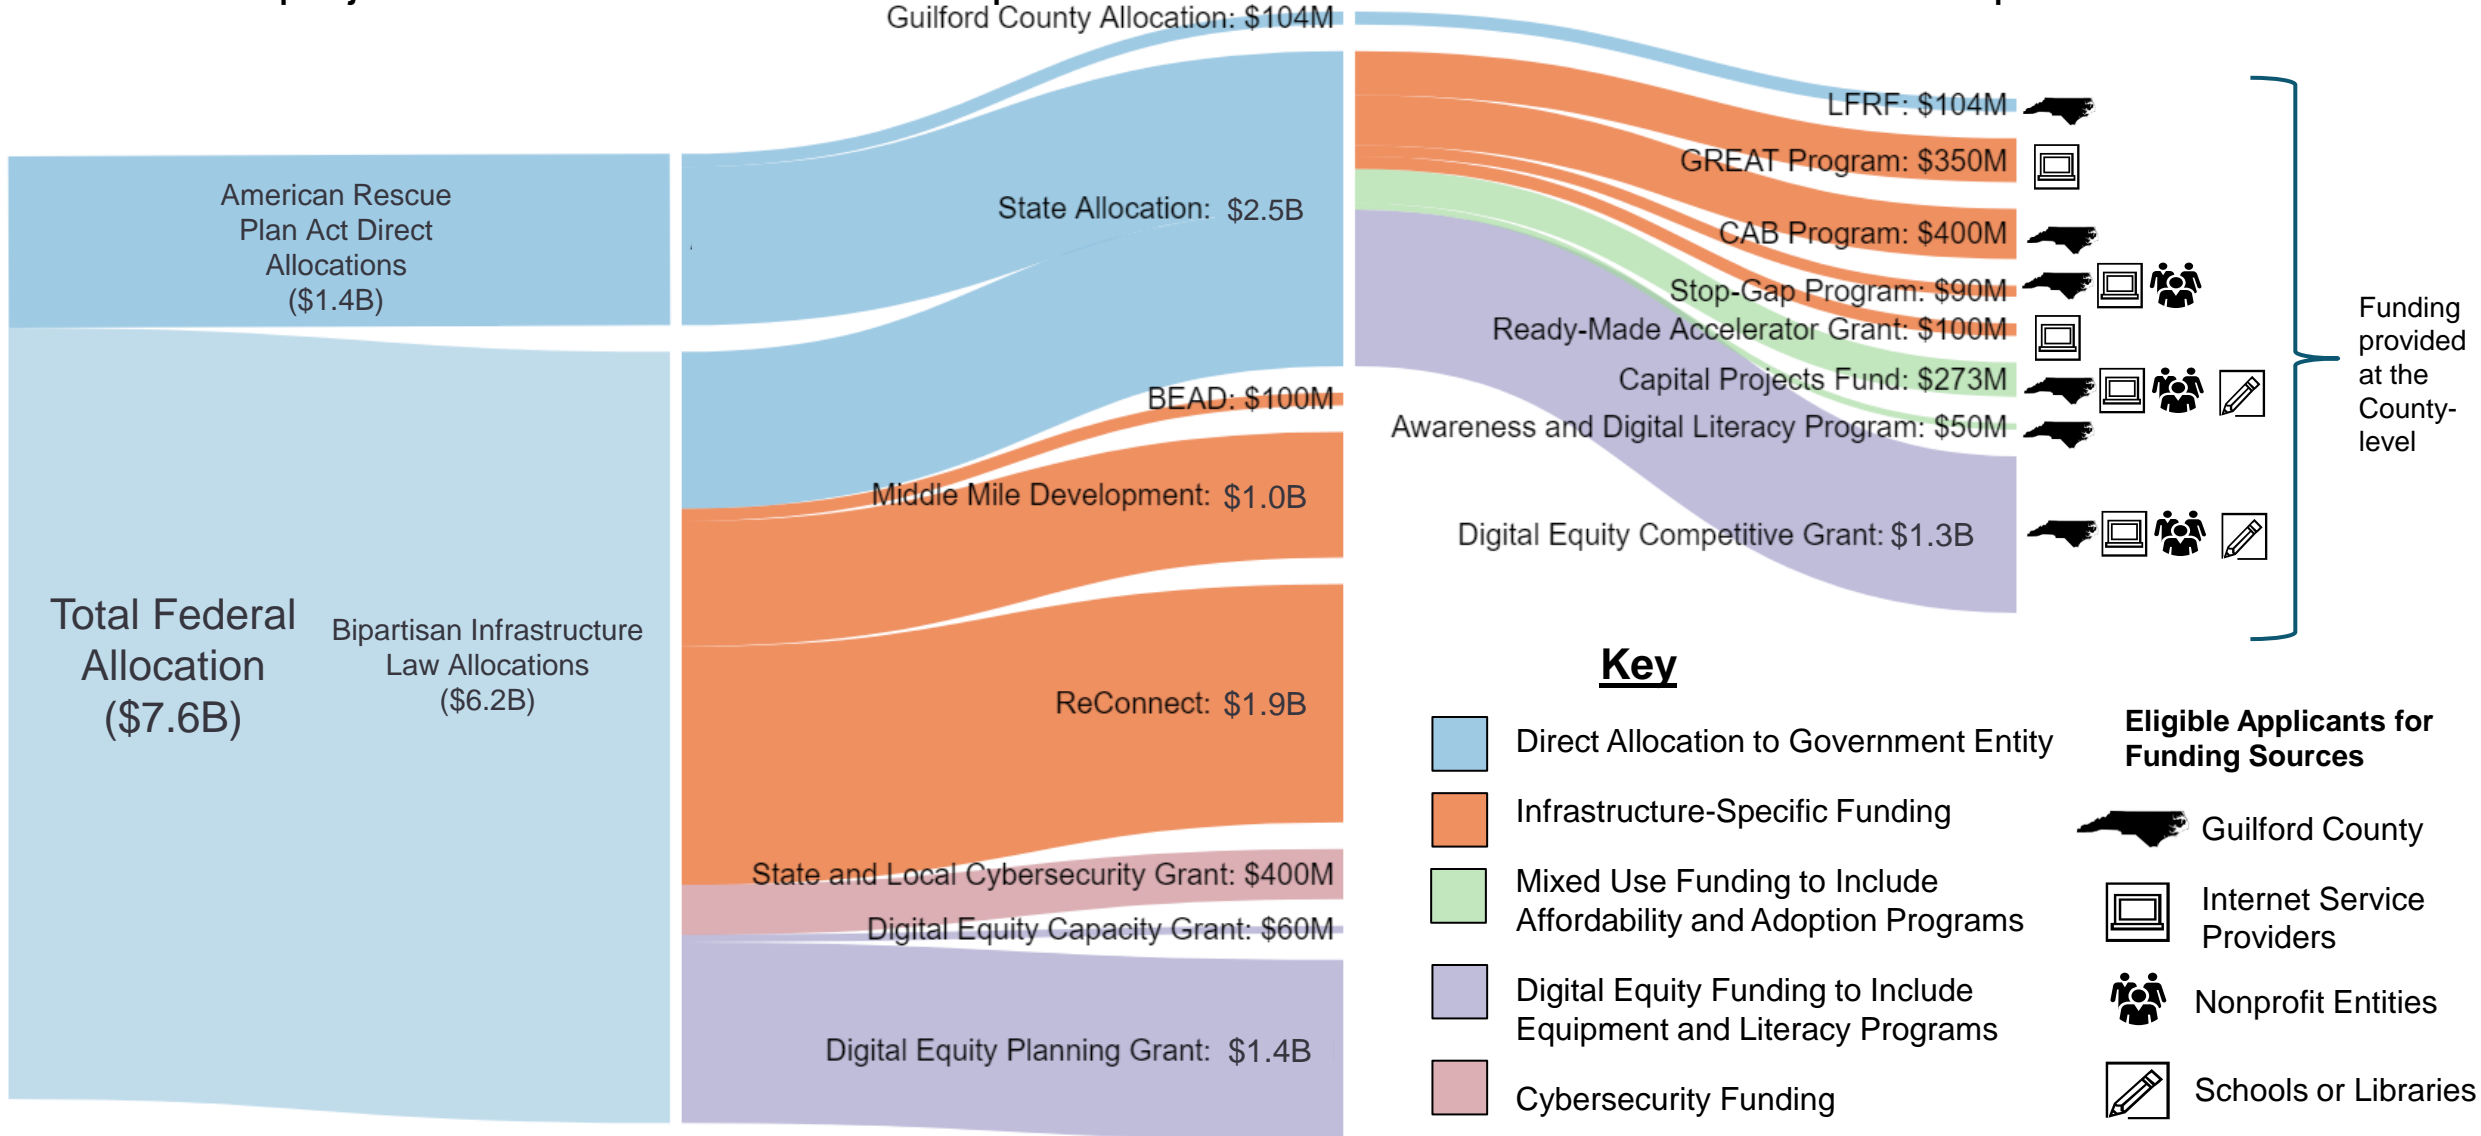 Guilford County Allocation: $104M
American Rescue
Plan Act Direct
Allocations
($1.4B)
State Allocation: $2.5B
BEAD: $100M
Middle Mile Development: $1.0B
Total Federal
Allocation
($7.6B)
Bipartisan Infrastructure
Law Allocations
($6.2B)
ReConnect: $1.9B
State and Local Cybersecurity Grant: $400M
Digital Equity Capacity Grant: $60M
Digital Equity Planning Grant: $1.4B
LFRF: $104M
GREAT Program: $350M
CAB Program: $400M
Stop-Gap Program: $90M
Ready-Made Accelerator Grant: $100M
Capital Projects Fund: $273M
Awareness and Digital Literacy Program: $50M
Digital Equity Competitive Grant: $1.3B
Funding
provided
at the
County-
level
Key
Direct Allocation to Government Entity
Infrastructure-Specific Funding
Mixed Use Funding to Include
Affordability and Adoption Programs
Digital Equity Funding to Include
Equipment and Literacy Programs
Cybersecurity Funding
Eligible Applicants for
Funding Sources
Guilford County
Internet Service
Providers
Nonprofit Entities
Schools or Libraries